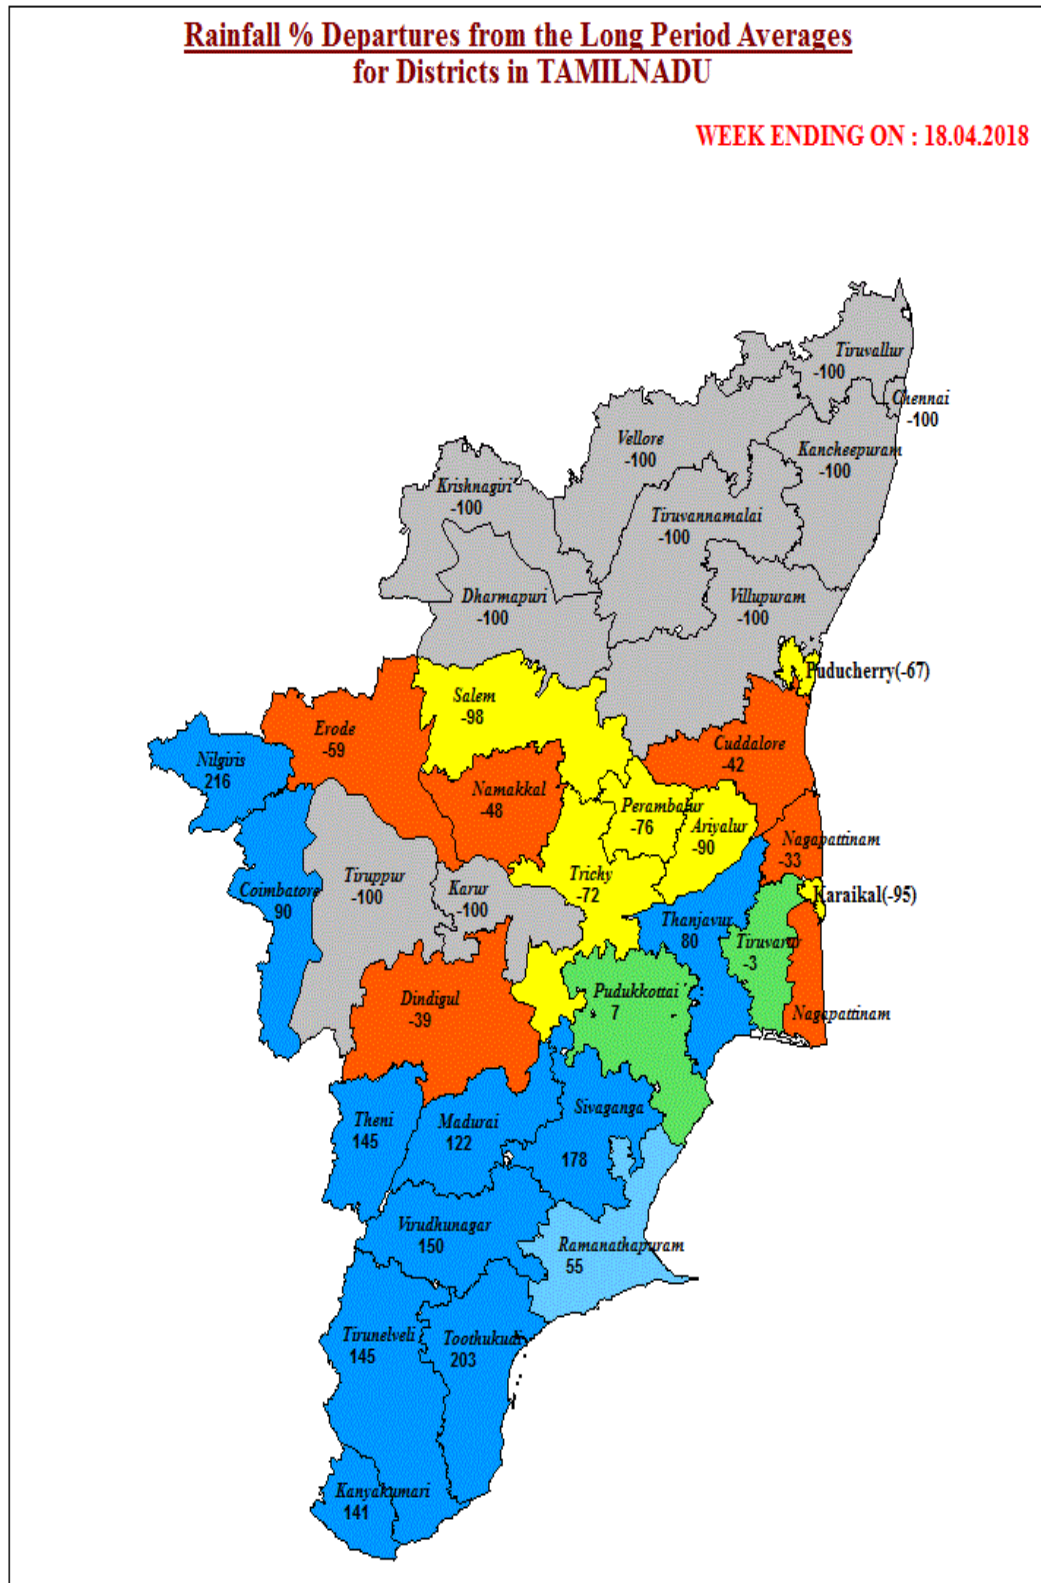 Rainfall % Departures from the Long Period Averages
for Districts in TAMILNADU
WEEK ENDING ON : 18.04.2018
Tiruvallur
-100
Chennai
-100
Vellore
-100
Kancheepuram
-100
Krishnagiri
-100
Tiruvannamalai
-100
Dharmapuri
-100
Villupuram
-100
Puducherry(-67)
Salem
-98
Erode
-59
Cuddalore
-42
Nilgiris
216
Namakkal
-48
Perambalur
-76
Ariyalur
-90
Nagapattinam
-33
Trichy
-72
Tiruppur
-100
Karur
-100
Coimbatore
90
Karaikal(-95)
Thanjavur
80
Tiruvarur
-3
Pudukkottai
7
Dindigul
-39
Nagapattinam
Sivaganga
178
Theni
145
Madurai
122
Virudhunagar
150
Ramanathapuram
55
Tirunelveli
145
Toothukudi
203
Kanyakumari
141